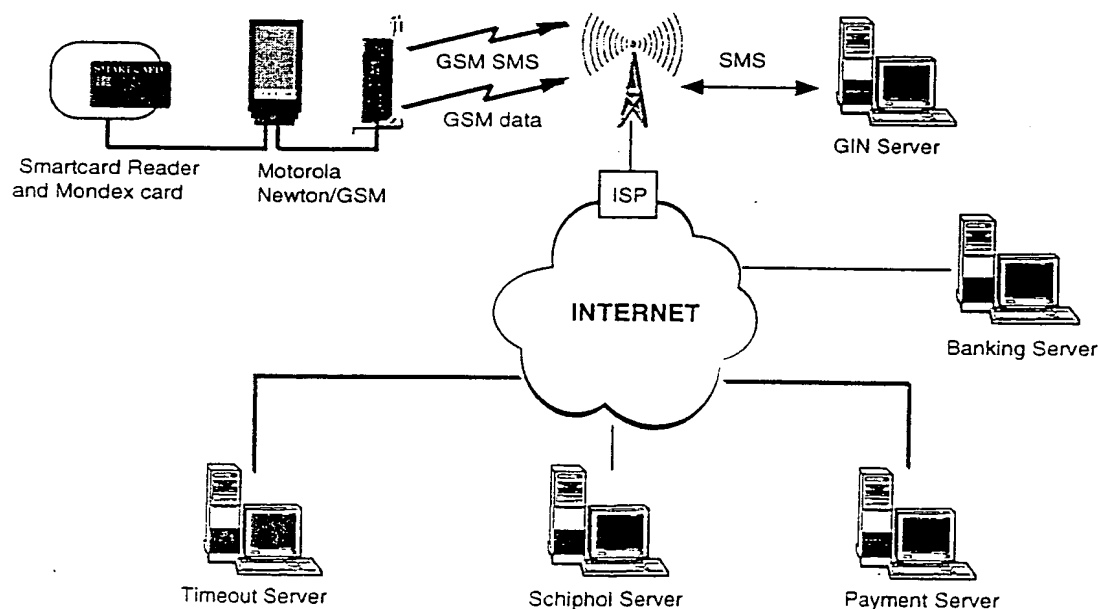 GSM SMS
GSM data
SMS
GIN Server
Smartcard Reader
and Mondex card
Motorola
Newton/GSM
ISP
INTERNET
Banking Server
Timeout Server
Schiphol Server
Payment Server